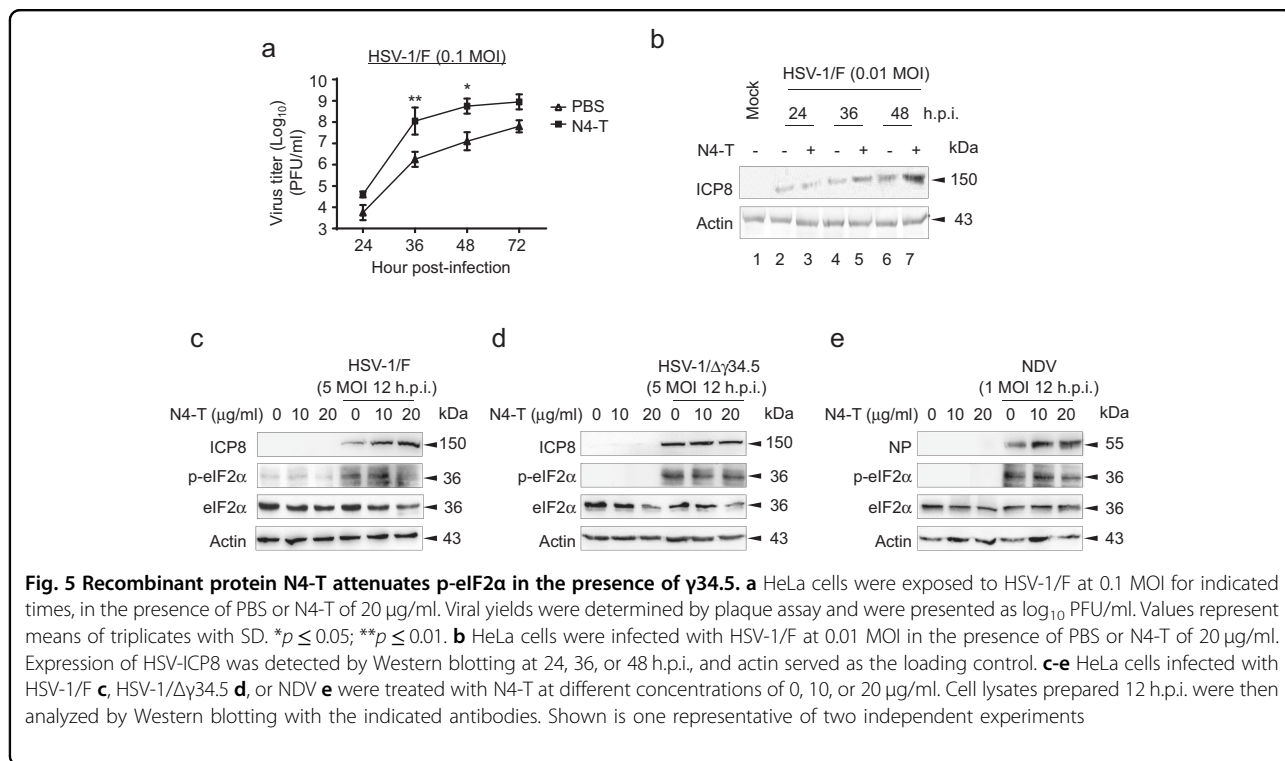 a
HSV-1/F (0.1 MOI)
Virus titer (Log10)
(PFU/ml)
10
9
8
7
6
5
4
3
**
*
PBS
N4-T
24 36 48 72
Hour post-infection
b
Mock
HSV-1/F (0.01 MOI)
24 36 48 h.p.i.
N4-T - - + - + - + kDa
ICP8 150
Actin 43
1 2 3 4 5 6 7
c
HSV-1/F
(5 MOI 12 h.p.i.)
N4-T (μg/ml) 0 10 20 0 10 20 kDa
ICP8 150
p-eIF2α 36
eIF2α 36
Actin 43
d
HSV-1/Δγ34.5
(5 MOI 12 h.p.i.)
N4-T (μg/ml) 0 10 20 0 10 20 kDa
ICP8 150
p-eIF2α 36
eIF2α 36
Actin 43
e
NDV
(1 MOI 12 h.p.i.)
N4-T (μg/ml) 0 10 20 0 10 20 kDa
NP 55
p-eIF2α 36
eIF2α 36
Actin 43
Fig. 5 Recombinant protein N4-T attenuates p-eIF2α in the presence of γ34.5. a HeLa cells were exposed to HSV-1/F at 0.1 MOI for indicated
times, in the presence of PBS or N4-T of 20 μg/ml. Viral yields were determined by plaque assay and were presented as log10 PFU/ml. Values represent
means of triplicates with SD. *p ≤ 0.05; **p ≤ 0.01. b HeLa cells were infected with HSV-1/F at 0.01 MOI in the presence of PBS or N4-T of 20 μg/ml.
Expression of HSV-ICP8 was detected by Western blotting at 24, 36, or 48 h.p.i., and actin served as the loading control. c-e HeLa cells infected with
HSV-1/F c, HSV-1/Δγ34.5 d, or NDV e were treated with N4-T at different concentrations of 0, 10, or 20 μg/ml. Cell lysates prepared 12 h.p.i. were then
analyzed by Western blotting with the indicated antibodies. Shown is one representative of two independent experiments